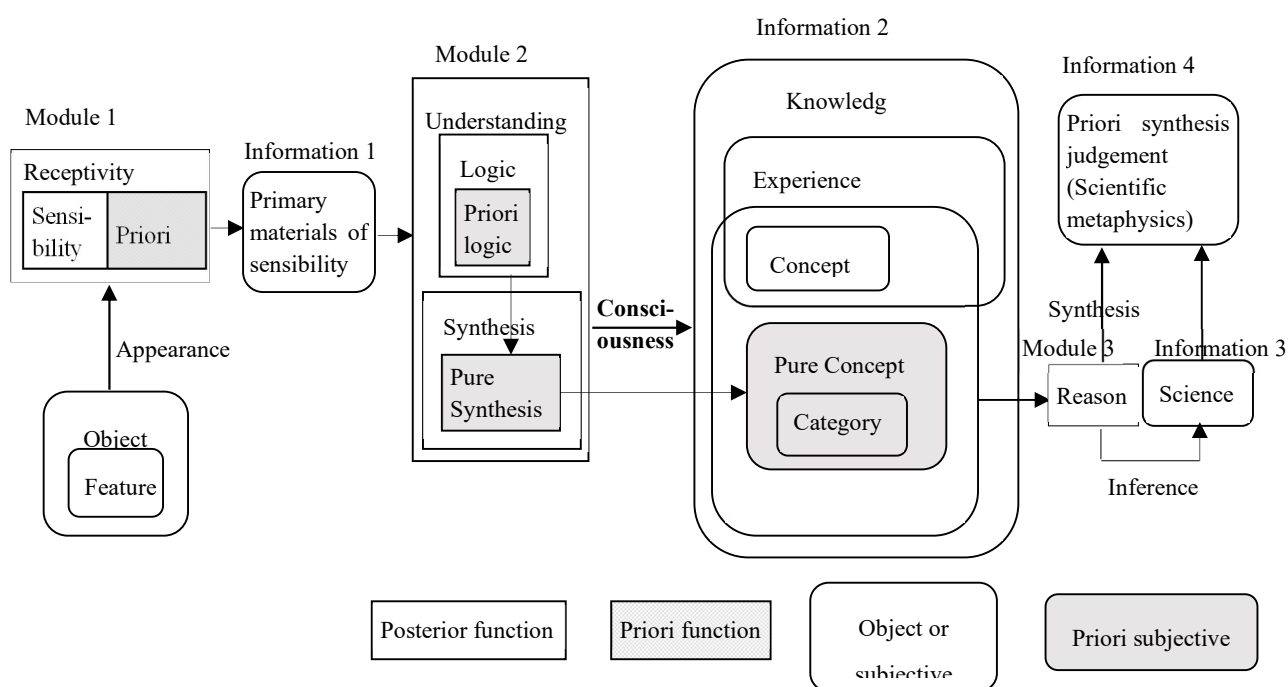 Module 1
Receptivity
Sensi-
bility
Priori
Appearance
Object
Feature
Information 1
Primary
materials of
sensibility
Module 2
Understanding
Logic
Priori
logic
Synthesis
Pure
Synthesis
Consci-
ousness
Information 2
Knowledg
Experience
Concept
Pure Concept
Category
Information 4
Priori synthesis
judgement
(Scientific
metaphysics)
Synthesis
Module 3
Information 3
Reason
Science
Inference
Posterior function
Priori function
Object or
subjective
Priori subjective